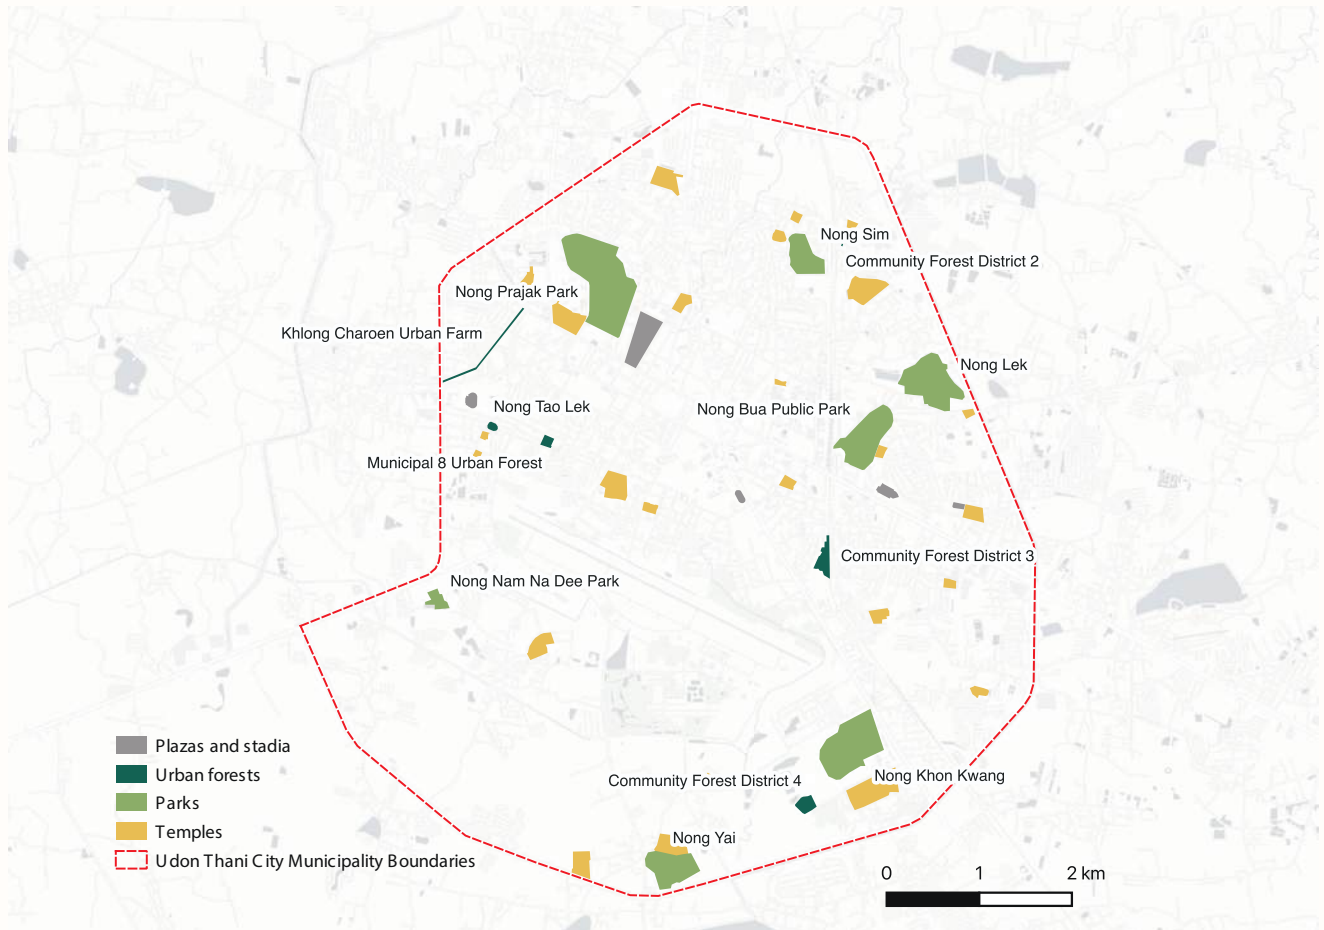 Nong Sim
Community Forest District 2
Nong Prajak Park
Khlong Charoen Urban Farm
Nong Lek
Nong Tao Lek
Nong Bua Public Park
Municipal 8 Urban Forest
Community Forest District 3
Nong Nam Na Dee Park
Plazas and stadia
Urban forests
Parks
Temples
Udon Thani City Municipality Boundaries
Community Forest District 4
Nong Khon Kwang
Nong Yai
0 1 2 km